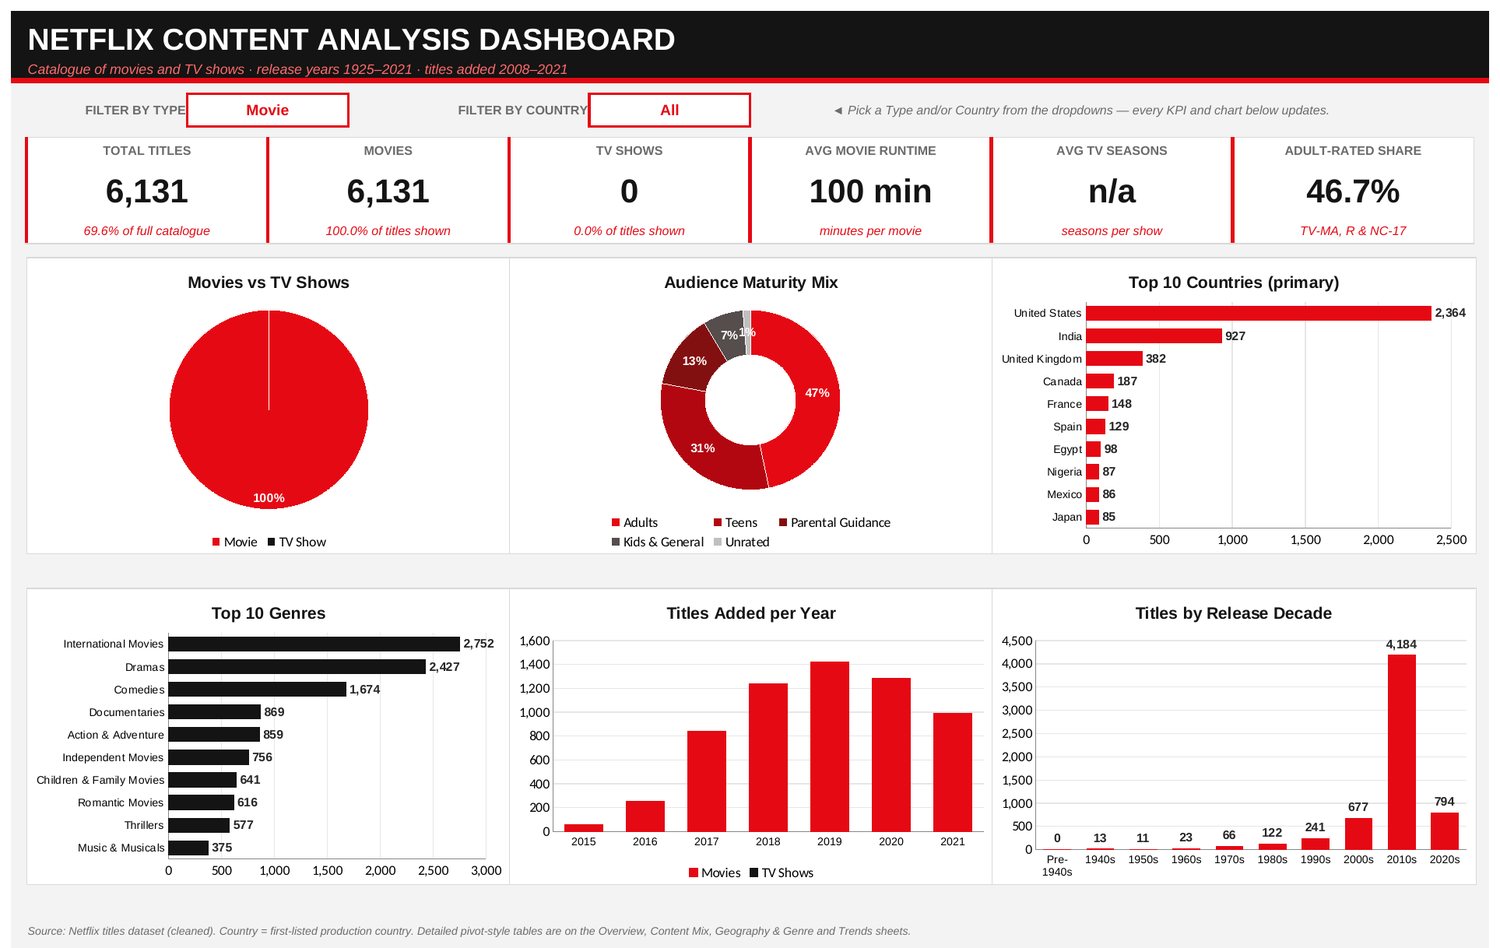 NETFLIX CONTENT ANALYSIS DASHBOARD
Catalogue of movies and TV shows · release years 1925–2021 · titles added 2008–2021
FILTER BY TYPE Movie FILTER BY COUNTRY All ◄ Pick a Type and/or Country from the dropdowns — every KPI and chart below updates.
TOTAL TITLES
6,131
69.6% of full catalogue
MOVIES
6,131
100.0% of titles shown
TV SHOWS
0
0.0% of titles shown
AVG MOVIE RUNTIME
100 min
minutes per movie
AVG TV SEASONS
n/a
seasons per show
ADULT-RATED SHARE
46.7%
TV-MA, R & NC-17
Movies vs TV Shows
100%
Movie TV Show
Audience Maturity Mix
7% 1%
13%
47%
31%
Adults Teens Parental Guidance
Kids & General Unrated
Top 10 Countries (primary)
United States 2,364
India 927
United Kingdom 382
Canada 187
France 148
Spain 129
Egypt 98
Nigeria 87
Mexico 86
Japan 85
0 500 1,000 1,500 2,000 2,500
Top 10 Genres
International Movies 2,752
Dramas 2,427
Comedies 1,674
Documentaries 869
Action & Adventure 859
Independent Movies 756
Children & Family Movies 641
Romantic Movies 616
Thrillers 577
Music & Musicals 375
0 500 1,000 1,500 2,000 2,500 3,000
Titles Added per Year
1,600
1,400
1,200
1,000
800
600
400
200
0
2015 2016 2017 2018 2019 2020 2021
Movies TV Shows
Titles by Release Decade
4,500
4,000
3,500
3,000
2,500
2,000
1,500
1,000
500
0
0 13 11 23 66 122 241 677 4,184 794
Pre-1940s 1940s 1950s 1960s 1970s 1980s 1990s 2000s 2010s 2020s
Source: Netflix titles dataset (cleaned). Country = first-listed production country. Detailed pivot-style tables are on the Overview, Content Mix, Geography & Genre and Trends sheets.